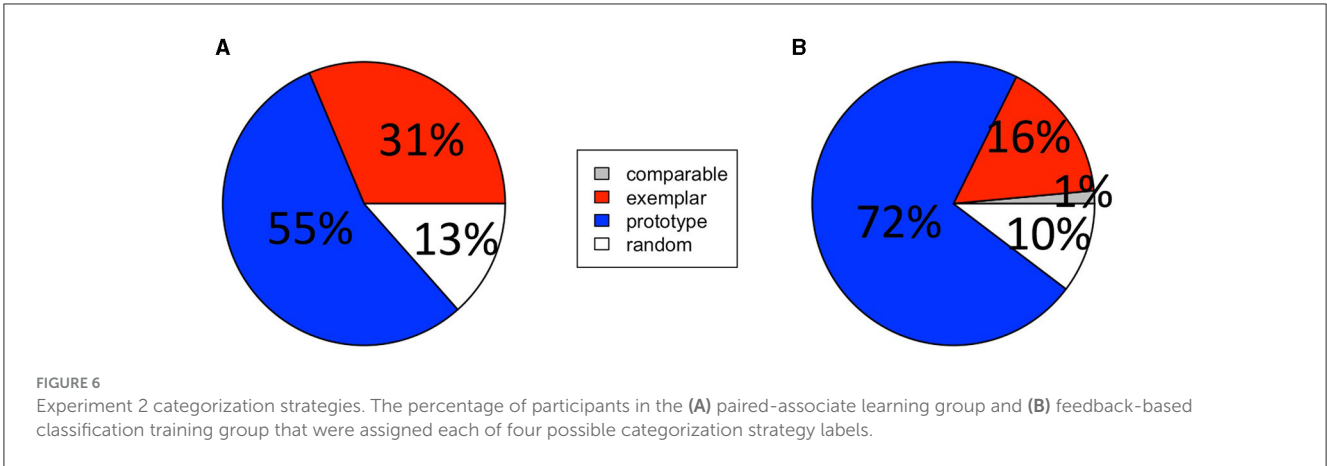 A
31%
55%
13%
comparable
exemplar
prototype
random
B
16%
1%
72%
10%
FIGURE 6
Experiment 2 categorization strategies. The percentage of participants in the (A) paired-associate learning group and (B) feedback-based
classification training group that were assigned each of four possible categorization strategy labels.